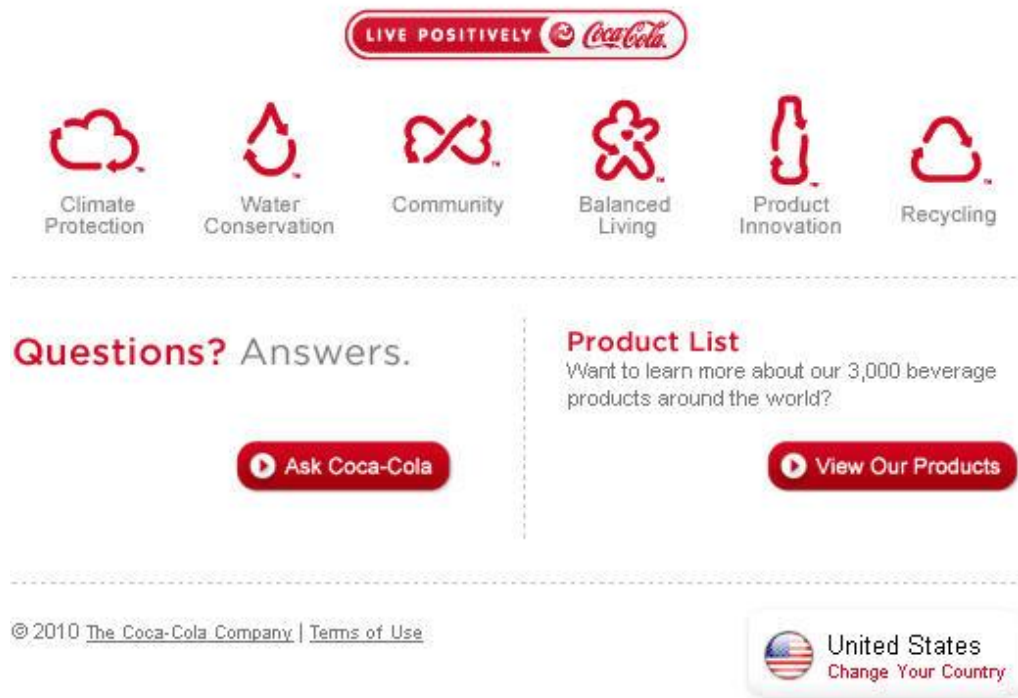 LIVE POSITIVELY Coca-Cola
Climate
Protection
Water
Conservation
Community
Balanced
Living
Product
Innovation
Recycling
Questions? Answers.
Ask Coca-Cola
Product List
Want to learn more about our 3,000 beverage
products around the world?
View Our Products
© 2010 The Coca-Cola Company | Terms of Use
United States
Change Your Country